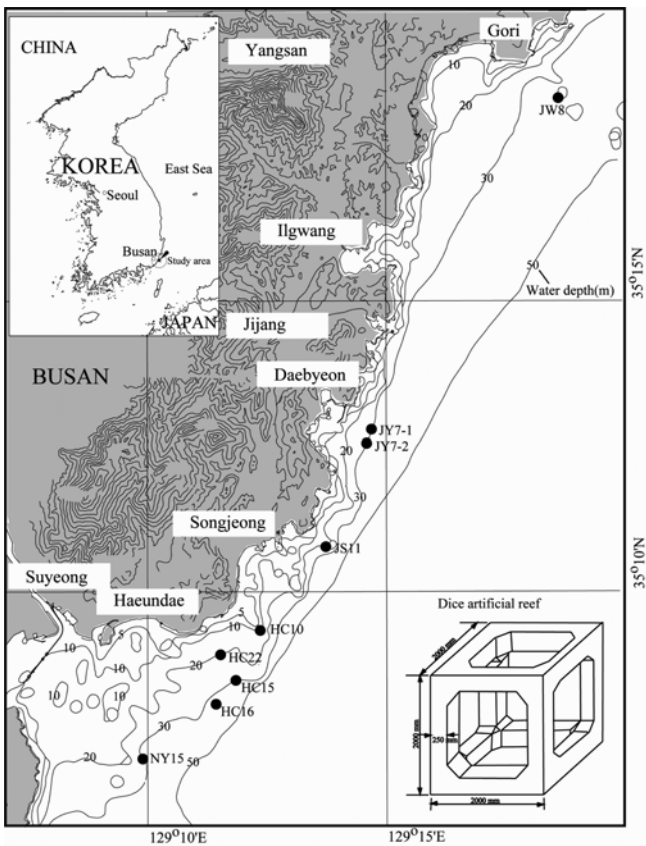 CHINA
KOREA
Seoul
East Sea
Busan
Study area
JAPAN
Gori
Yangsan
10
20
JW8
30
Ilgwang
50
Water depth(m)
35°15'N
Jijang
BUSAN
Daebyeon
JY7-1
20
JY7-2
30
Songjeong
JS11
Suyeong
35°10'N
Haeundae
5
Dice artificial reef
5
10
HC10
10
10
20
HC22
10
10
HC15
HC16
30
20
NY15
50
2000 mm
2000 mm
250 mm
2000 mm
129°10'E
129°15'E